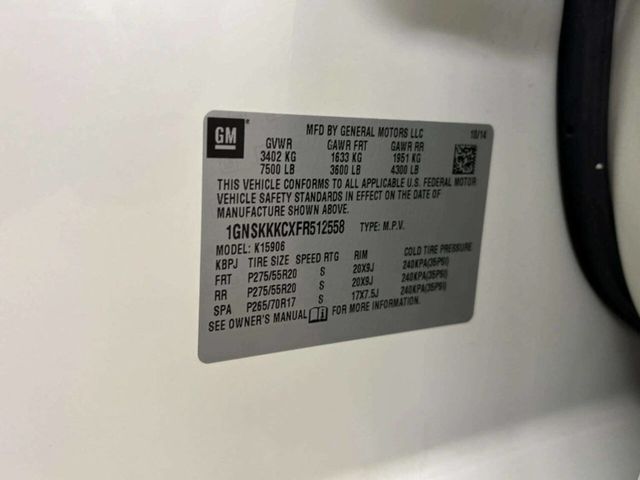 GM
MFD BY GENERAL MOTORS LLC 10/14
GVWR GAWR FRT GAWR RR
3402 KG 1633 KG 1951 KG
7500 LB 3600 LB 4300 LB
THIS VEHICLE CONFORMS TO ALL APPLICABLE U.S. FEDERAL MOTOR
VEHICLE SAFETY STANDARDS IN EFFECT ON THE DATE OF
MANUFACTURE SHOWN ABOVE.
1GNSKKKCXFR512558 TYPE: M.P.V.
MODEL: K15906
KBPJ TIRE SIZE SPEED RTG RIM COLD TIRE PRESSURE
FRT P275/55R20 S 20X9J 240KPA(35PSI)
RR P275/55R20 S 20X9J 240KPA(35PSI)
SPA P265/70R17 S 17X7.5J 240KPA(35PSI)
SEE OWNER'S MANUAL FOR MORE INFORMATION.